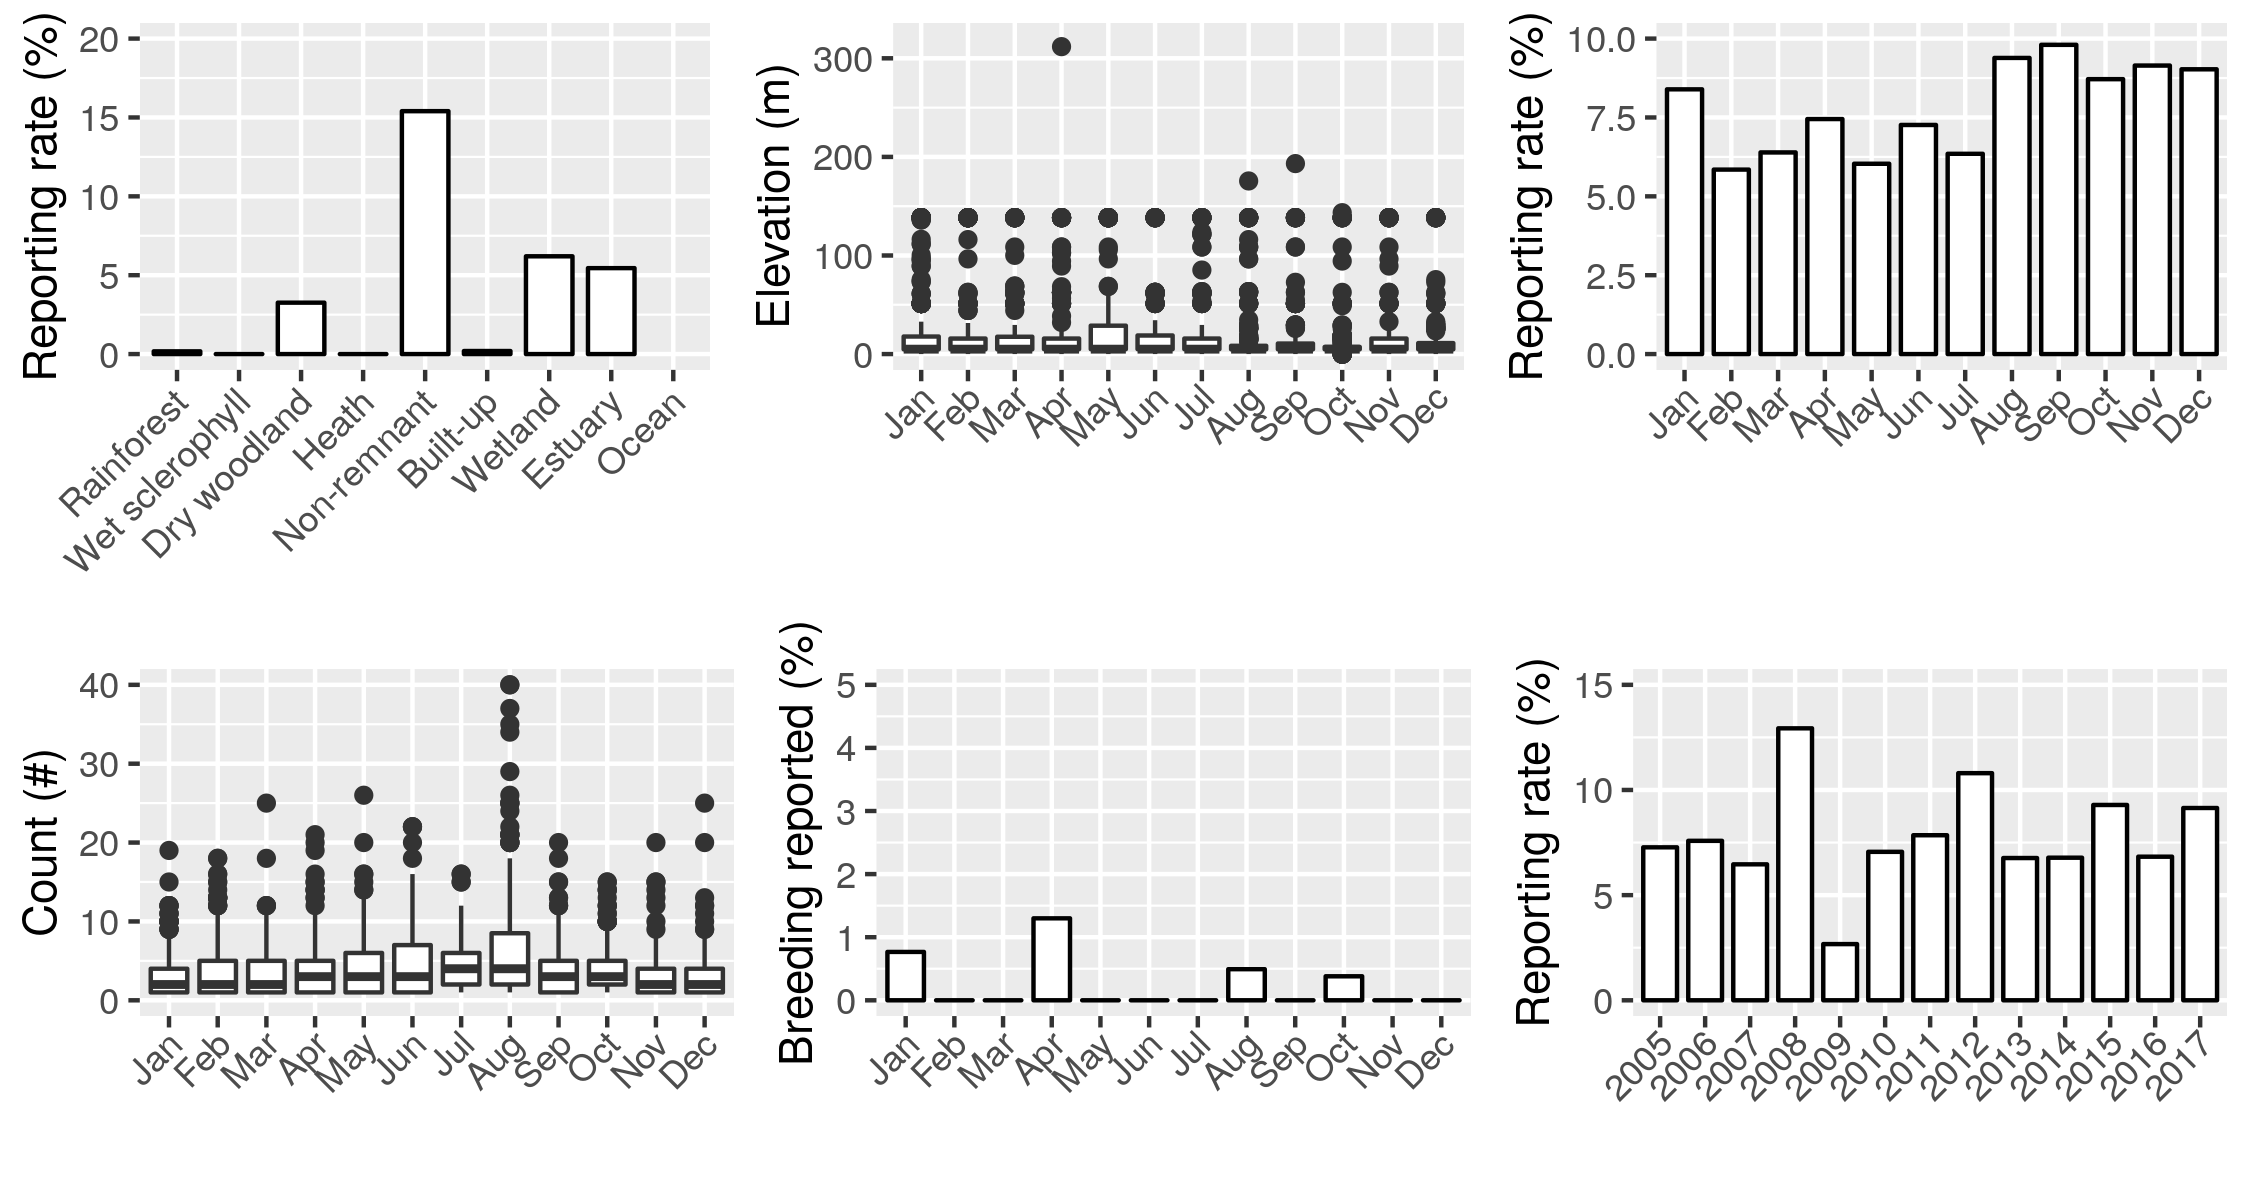 Reporting rate (%)
20
15
10
5
0
Rainforest
Wet sclerophyll
Dry woodland
Heath
Non-remnant
Built-up
Wetland
Estuary
Ocean
Elevation (m)
300
200
100
0
Jan
Feb
Mar
Apr
May
Jun
Jul
Aug
Sep
Oct
Nov
Dec
Reporting rate (%)
10.0
7.5
5.0
2.5
0.0
Jan
Feb
Mar
Apr
May
Jun
Jul
Aug
Sep
Oct
Nov
Dec
Count (#)
40
30
20
10
0
Jan
Feb
Mar
Apr
May
Jun
Jul
Aug
Sep
Oct
Nov
Dec
Breeding reported (%)
5
4
3
2
1
0
Jan
Feb
Mar
Apr
May
Jun
Jul
Aug
Sep
Oct
Nov
Dec
Reporting rate (%)
15
10
5
0
2005
2006
2007
2008
2009
2010
2011
2012
2013
2014
2015
2016
2017